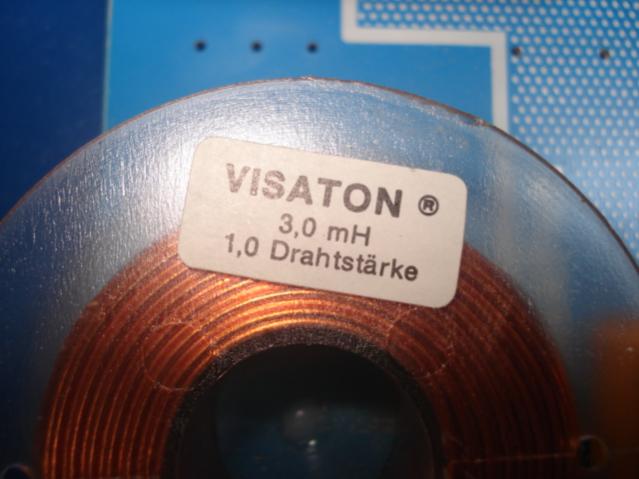 VISATON ®
3,0 mH
1,0 Drahtstärke